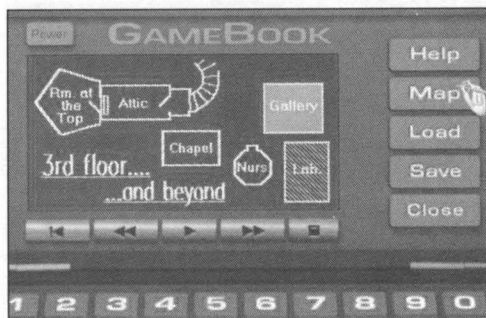 Power
GAMEBOOK
Help
Rm. at
the
Top
Attic
Gallery
Map
Load
Chapel
Nurs
Lab.
3rd floor....
....and beyond
Save
Close
1 2 3 4 5 6 7 8 9 0